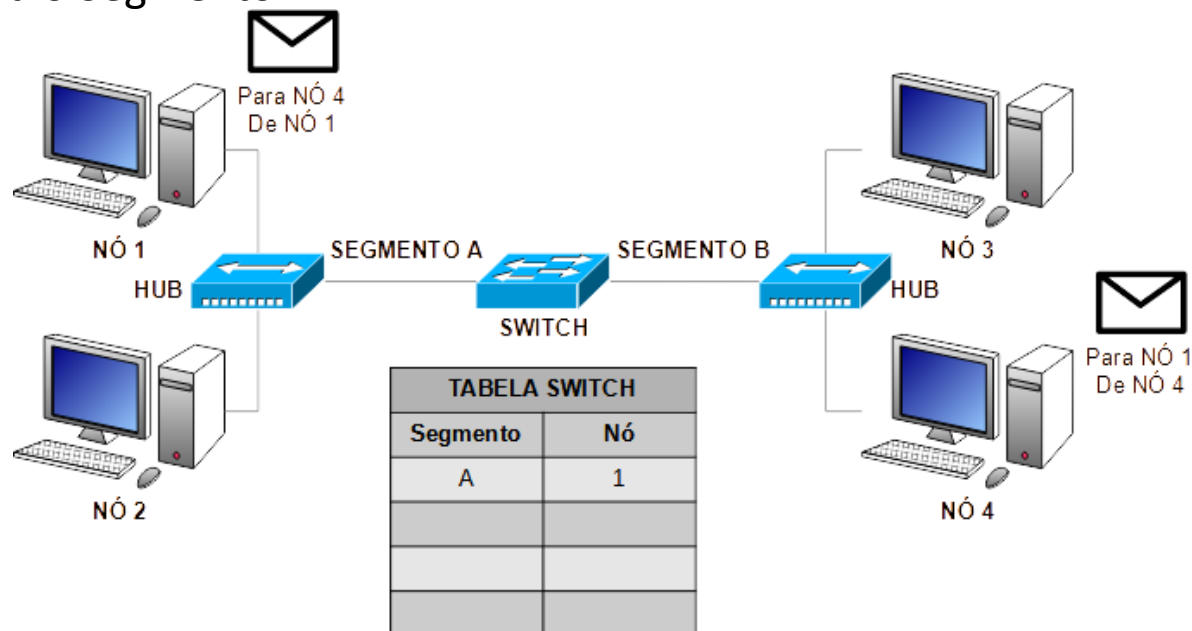 Para NÓ 4
De NÓ 1
NÓ 1
SEGMENTO A
SEGMENTO B
NÓ 3
HUB
HUB
SWITCH
Para NÓ 1
De NÓ 4
TABELA SWITCH
Segmento Nó
A 1
NÓ 2
NÓ 4